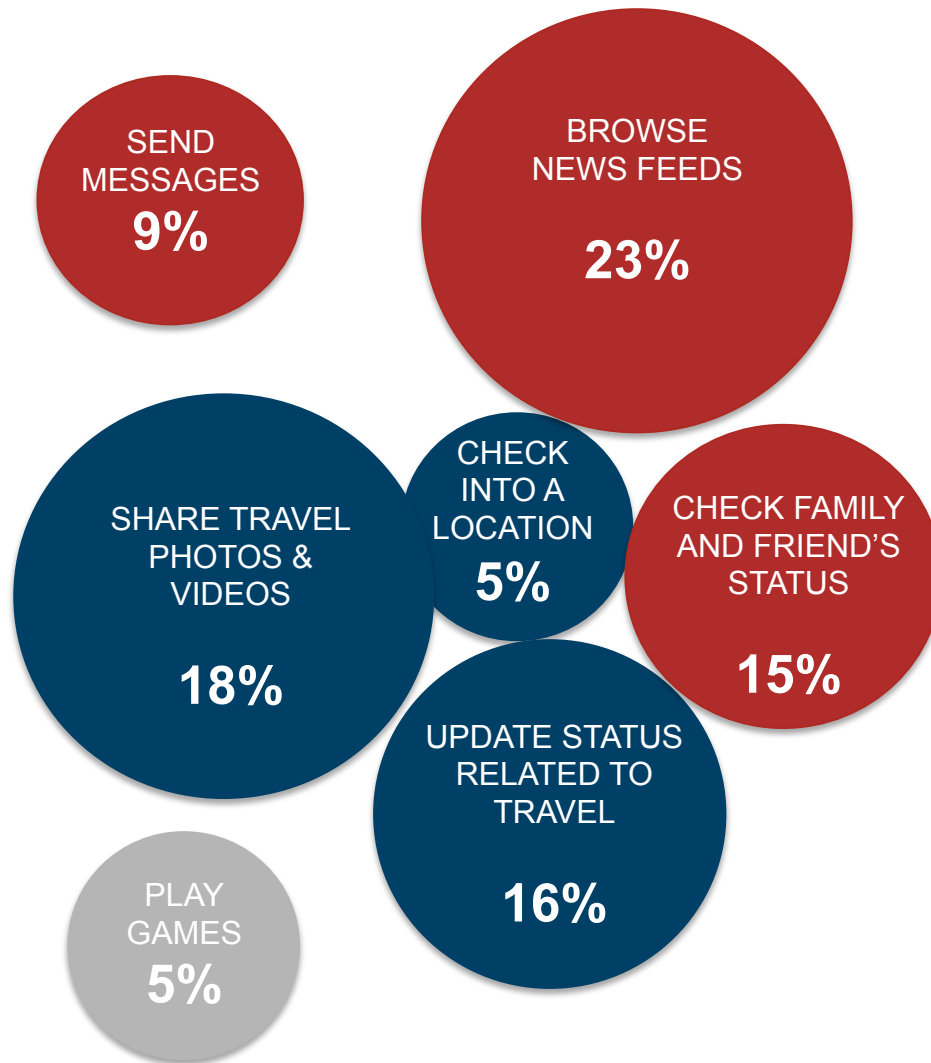 SEND
MESSAGES
9%
BROWSE
NEWS FEEDS
23%
SHARE TRAVEL
PHOTOS &
VIDEOS
18%
CHECK
INTO A
LOCATION
5%
CHECK FAMILY
AND FRIEND’S
STATUS
15%
UPDATE STATUS
RELATED TO
TRAVEL
16%
PLAY
GAMES
5%